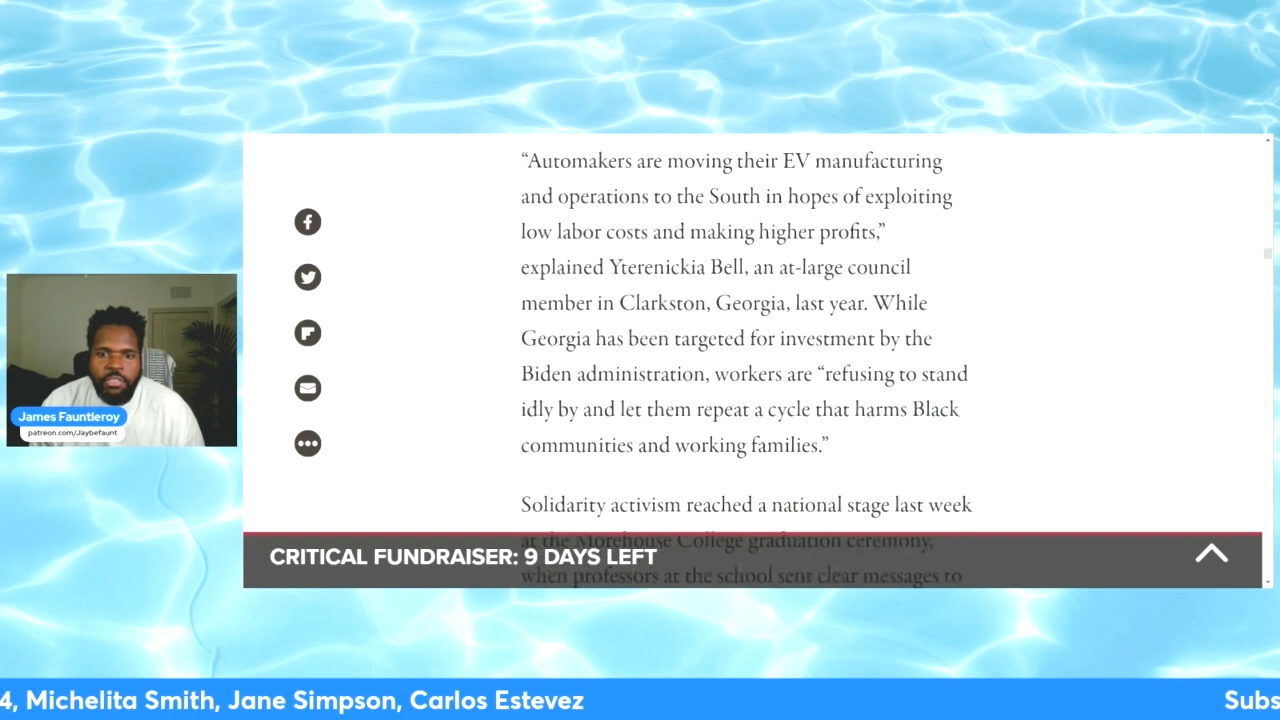 “Automakers are moving their EV manufacturing
and operations to the South in hopes of exploiting
low labor costs and making higher profits,”
explained Yterenickia Bell, an at-large council
member in Clarkston, Georgia, last year. While
Georgia has been targeted for investment by the
Biden administration, workers are “refusing to stand
idly by and let them repeat a cycle that harms Black
communities and working families.”
Solidarity activism reached a national stage last week
at the Morehouse College graduation ceremony,
when professors at the school sent clear messages to
CRITICAL FUNDRAISER: 9 DAYS LEFT
James Fauntleroy
patreon.com/Jaybefaunt
4, Michelita Smith, Jane Simpson, Carlos Estevez
Subs